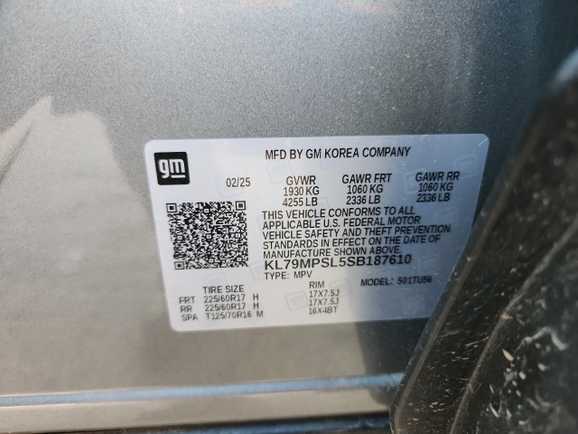 gm
MFD BY GM KOREA COMPANY
02/25 GVWR GAWR FRT GAWR RR
1930 KG 1060 KG 1060 KG
4255 LB 2336 LB 2336 LB
THIS VEHICLE CONFORMS TO ALL
APPLICABLE U.S. FEDERAL MOTOR
VEHICLE SAFETY AND THEFT PREVENTION
STANDARDS IN EFFECT ON THE DATE OF
MANUFACTURE SHOWN ABOVE.
KL79MPSL5SB187610
TYPE: MPV MODEL: 501TU56
TIRE SIZE RIM
FRT 225/60R17 H 17X7.5J
RR 225/60R17 H 17X7.5J
SPA T125/70R16 M 16X4BT